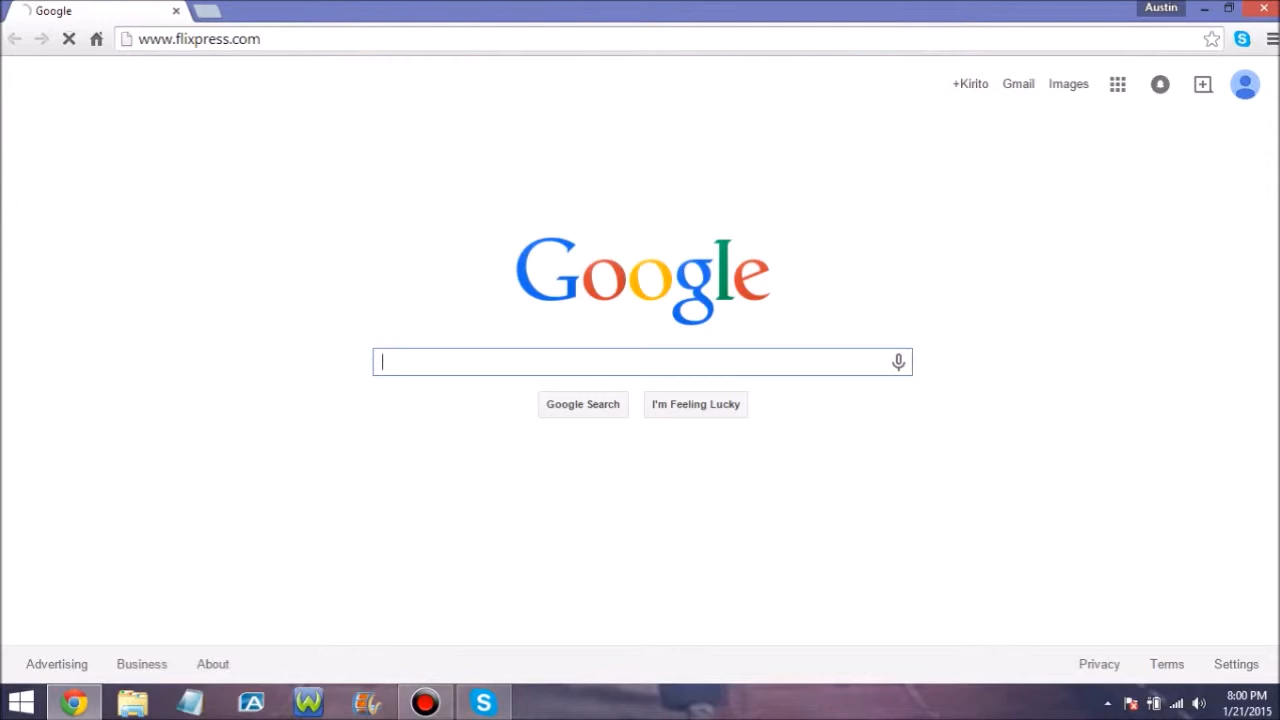 Google
Austin
www.flixpress.com
+Kirito Gmail Images
Google
Google Search I'm Feeling Lucky
Advertising Business About Privacy Terms Settings
8:00 PM
1/21/2015